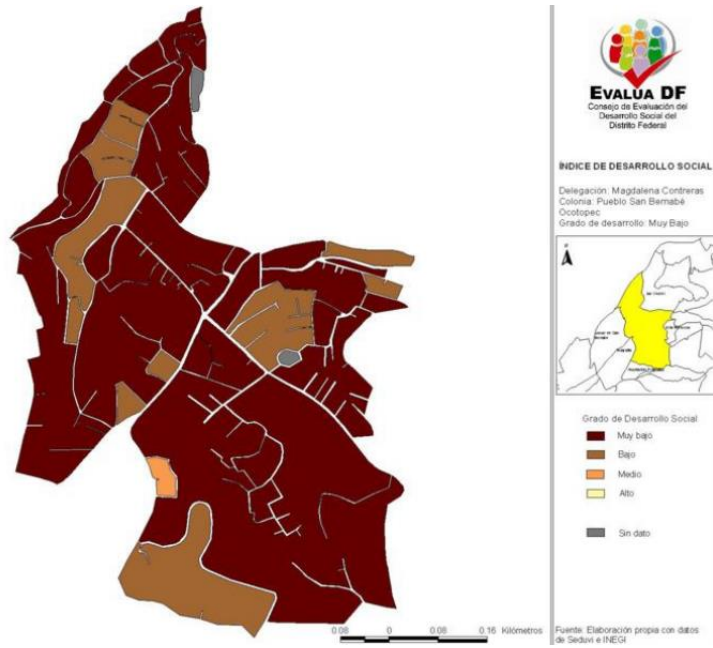 EVALUA DF
Consejo de Evaluación del
Desarrollo Social del
Distrito Federal
ÍNDICE DE DESARROLLO SOCIAL
Delegación: Magdalena Contreras
Colonia: Pueblo San Bernabé
Ocotopec
Grado de desarrollo: Muy Bajo
Grado de Desarrollo Social
Muy bajo
Bajo
Medio
Alto
Sin dato
0.08 0 0.08 0.16 Kilómetros
Fuente: Elaboración propia con datos
de Seduvi e INEGI